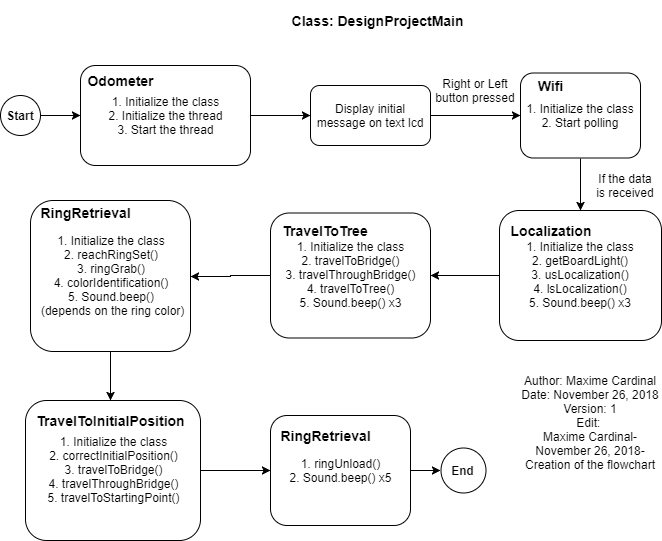 Class: DesignProjectMain
Start
Odometer
1. Initialize the class
2. Initialize the thread
3. Start the thread
Display initial
message on text lcd
Right or Left
button pressed
Wifi
1. Initialize the class
2. Start polling
If the data
is received
Localization
1. Initialize the class
2. getBoardLight()
3. usLocalization()
4. lsLocalization()
5. Sound.beep() x3
TravelToTree
1. Initialize the class
2. travelToBridge()
3. travelThroughBridge()
4. travelToTree()
5. Sound.beep() x3
RingRetrieval
1. Initialize the class
2. reachRingSet()
3. ringGrab()
4. colorIdentification()
5. Sound.beep()
(depends on the ring color)
TravelToInitialPosition
1. Initialize the class
2. correctInitialPosition()
3. travelToBridge()
4. travelThroughBridge()
5. travelToStartingPoint()
RingRetrieval
1. ringUnload()
2. Sound.beep() x5
End
Author: Maxime Cardinal
Date: November 26, 2018
Version: 1
Edit:
Maxime Cardinal-
November 26, 2018-
Creation of the flowchart